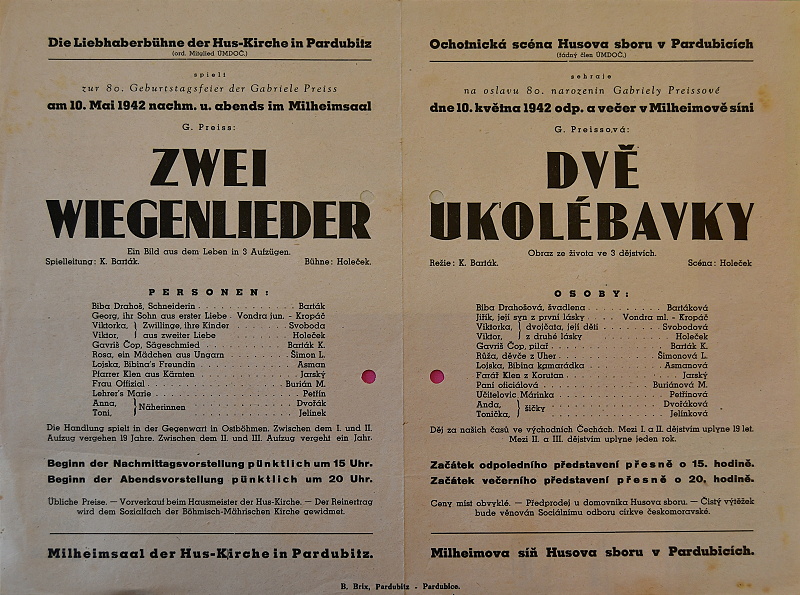 Die Liebhaberbühne der Hus-Kirche in Pardubitz
(ord. Mitglied ÚMDOČ.)
spielt
zur 80. Geburtstagsfeier der Gabriele Preiss
am 10. Mai 1942 nachm. u. abends im Milheimsaal
G. Preiss:
ZWEI
WIEGENLIEDER
Ein Bild aus dem Leben in 3 Aufzügen.
Spielleitung: K. Barták. Bühne: Holeček.
PERSONEN:
Biba Drahoš, Schneiderin . . . . . . . . . . . . Barták
Georg, ihr Sohn aus erster Liebe . Vondra jun. - Kropáč
Viktorka, } Zwillinge, ihre Kinder . . . . Svoboda
Viktor, } aus zweiter Liebe . . . . Holeček
Gavriš Čop, Sägeschmied . . . . . . . . Barták K.
Rosa, ein Mädchen aus Ungarn . . . . . . Šimon L.
Lojska, Bibina's Freundin . . . . . . . . . Asman
Pfarrer Klen aus Kärnten . . . . . . . . . Jarský
Frau Offizial . . . . . . . . . . . . Burián M.
Lehrer's Marie . . . . . . . . . . . . Petřín
Anna, } Näherinnen . . . . . . . . . Dvořák
Toni, } . . . . . . . . . Jelínek
Die Handlung spielt in der Gegenwart in Ostböhmen. Zwischen dem I. und II.
Aufzug vergehen 19 Jahre. Zwischen dem II. und III. Aufzug vergeht ein Jahr.
Beginn der Nachmittagsvorstellung pünktlich um 15 Uhr.
Beginn der Abendsvorstellung pünktlich um 20 Uhr.
Übliche Preise. — Vorverkauf beim Hausmeister der Hus-Kirche. — Der Reinertrag
wird dem Sozialfach der Böhmisch-Mährischen Kirche gewidmet.
Milheimsaal der Hus-Kirche in Pardubitz.
Ochotnická scéna Husova sboru v Pardubicích
(řádný člen ÚMDOČ.)
sehraje
na oslavu 80. narozenin Gabriely Preissové
dne 10. května 1942 odp. a večer v Milheimově síni
G. Preissová:
DVĚ
UKOLÉBAVKY
Obraz ze života ve 3 dějstvích.
Režie: K. Barták. Scéna: Holeček
OSOBY:
Biba Drahošová, švadlena . . . . . . . . . . Bartáková
Jiřík, její syn z první lásky . . . Vondra ml. - Kropáč
Viktorka, } dvojčata, její děti . . . . . Svobodová
Viktor, } z druhé lásky . . . . . Holeček
Gavriš Čop, pilař . . . . . . . . . . . Barták K.
Růža, děvče z Uher . . . . . . . . . . Šimonová L.
Lojska, Bibina kamarádka . . . . . . . . Asmanová
Farář Klen z Korutan . . . . . . . . . . Jarský
Paní oficiálová . . . . . . . . . . . Buriánová M.
Učitelovic Márinka . . . . . . . . . . Petřínová
Anda, } šičky . . . . . . . . . . Dvořáková
Tonička, } . . . . . . . . . . Jelínková
Děj za našich časů ve východních Čechách. Mezi I. a II. dějstvím uplyne 19 let.
Mezi II. a III. dějstvím uplyne jeden rok.
Začátek odpoledního představení přesně o 15. hodině.
Začátek večerního představení přesně o 20. hodině.
Ceny míst obvyklé. — Předprodej u domovníka Husova sboru. — Čistý výtěžek
bude věnován Sociálnímu odboru církve českomoravské.
Milheimova síň Husova sboru v Pardubicích.
B. Brix, Pardubitz - Pardubice.